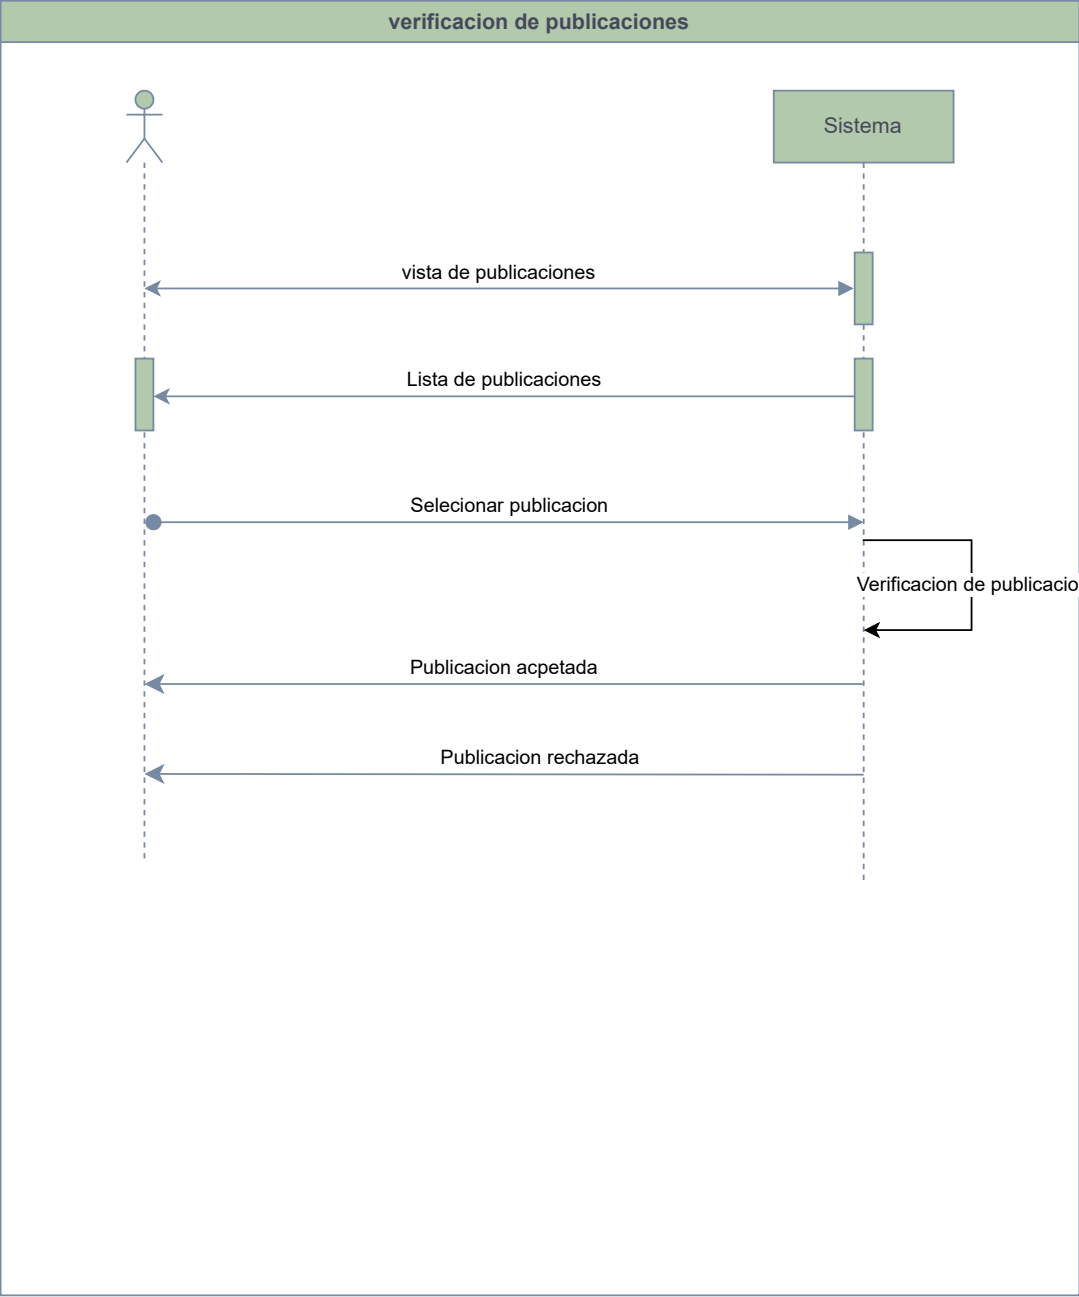 verificacion de publicaciones
Sistema
vista de publicaciones
Lista de publicaciones
Selecionar publicacion
Verificacion de publicacio
Publicacion acpetada
Publicacion rechazada